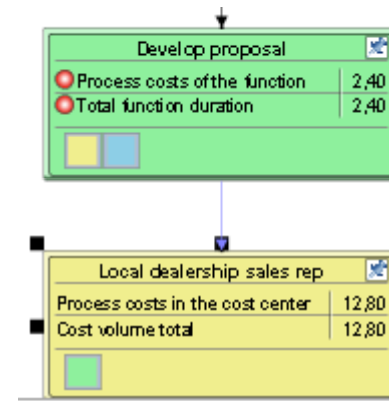 Develop proposal
Process costs of the function 2,40
Total function duration 2,40
Local dealership sales rep
Process costs in the cost center 12,80
Cost volume total 12,80